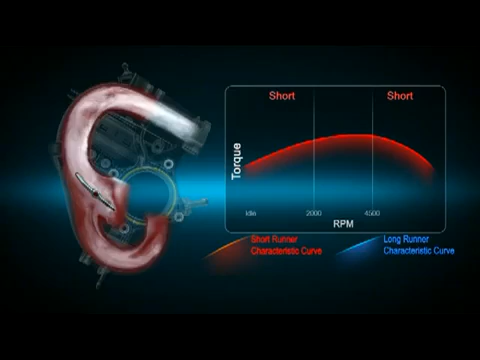 Short Short
Torque
Idle 2000 4500
RPM
Short Runner
Characteristic Curve
Long Runner
Characteristic Curve